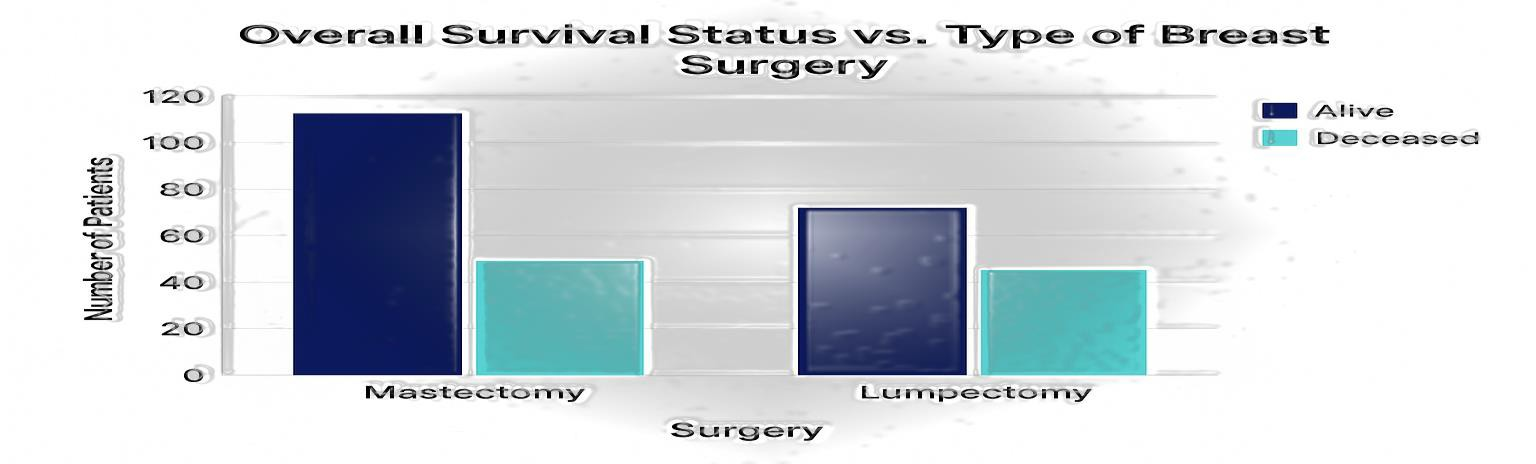 Overall Survival Status vs. Type of Breast
Surgery
120
100
80
60
40
20
0
Number of Patients
Mastectomy
Lumpectomy
Surgery
Alive
Deceased